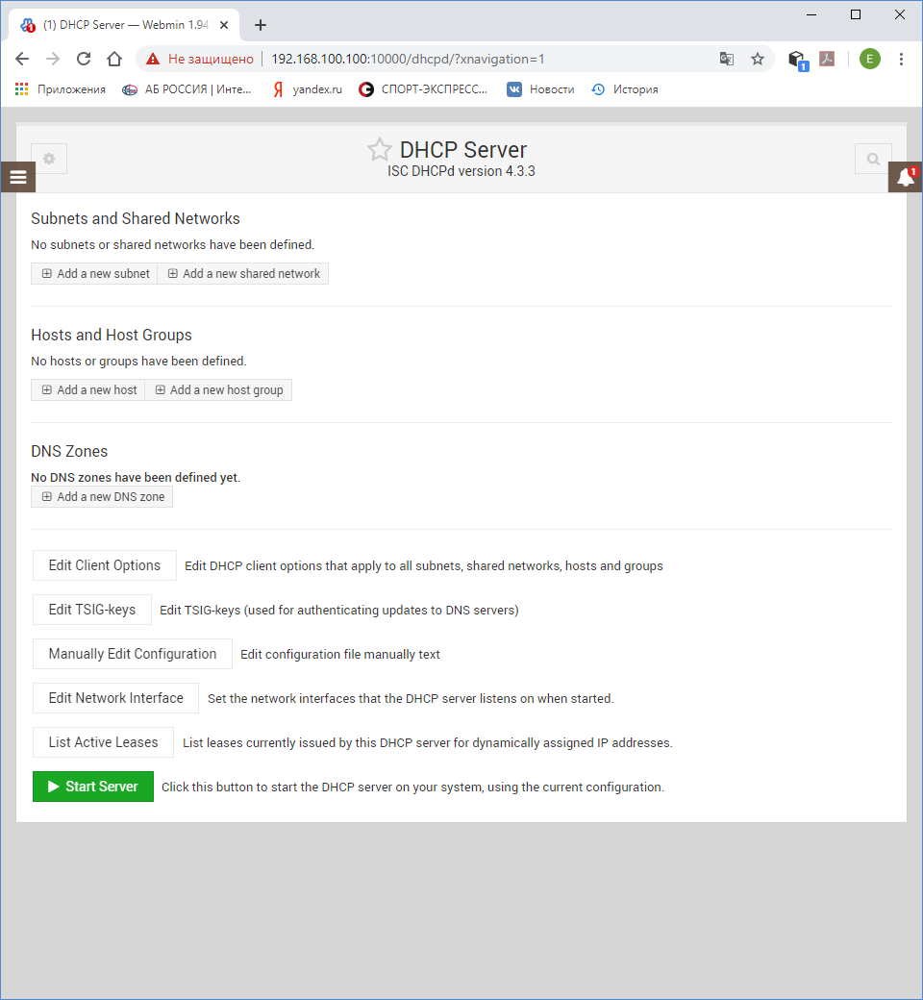 (1) DHCP Server — Webmin 1.94
Не защищено 192.168.100.100:10000/dhcpd/?xnavigation=1 1 E
Приложения АБ РОССИЯ | Инте... Я yandex.ru СПОРТ-ЭКСПРЕСС... Новости История
DHCP Server
ISC DHCPd version 4.3.3
1
Subnets and Shared Networks
No subnets or shared networks have been defined.
Add a new subnet Add a new shared network
Hosts and Host Groups
No hosts or groups have been defined.
Add a new host Add a new host group
DNS Zones
No DNS zones have been defined yet.
Add a new DNS zone
Edit Client Options Edit DHCP client options that apply to all subnets, shared networks, hosts and groups
Edit TSIG-keys Edit TSIG-keys (used for authenticating updates to DNS servers)
Manually Edit Configuration Edit configuration file manually text
Edit Network Interface Set the network interfaces that the DHCP server listens on when started.
List Active Leases List leases currently issued by this DHCP server for dynamically assigned IP addresses.
Start Server Click this button to start the DHCP server on your system, using the current configuration.